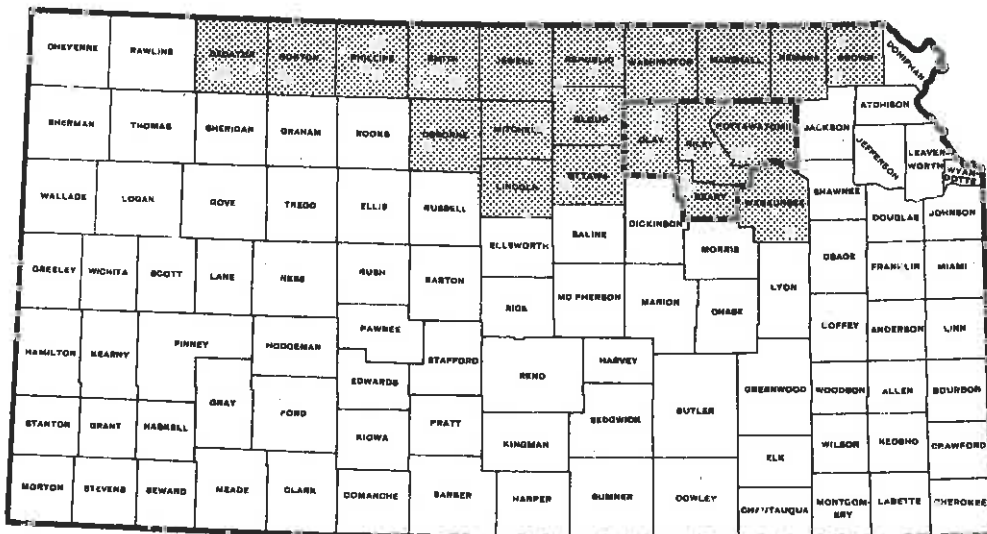 CHEYENNE RAWLINS DECATUR NORTON PHILLIPS SMITH JEWELL REPUBLIC WASHINGTON MARSHALL NEMAHA BROWN DONIPHAN
ATCHISON
SHERMAN THOMAS SHERIDAN GRAHAM ROOKS OSBORNE MITCHELL CLOUD CLAY RILEY POTTAWATOMIE JACKSON JEFFERSON LEAVEN-
WORTH
WYAN-
DOTTE
WALLACE LOGAN GOVE TREGO ELLIS RUSSELL LINCOLN OTTAWA GEARY WABAUNSEE SHAWNEE DOUGLAS JOHNSON
ELLSWORTH SALINE DICKINSON MORRIS
GREELEY WICHITA SCOTT LANE NESS RUSH BARTON RICE MC PHERSON MARION CHASE LYON OSAGE FRANKLIN MIAMI
HAMILTON KEARNY FINNEY HODGEMAN PAWNEE STAFFORD RENO HARVEY LOFFEY ANDERSON LINN
EDWARDS
STANTON GRANT HASKELL GRAY FORD KIOWA PRATT KINGMAN SEDGWICK BUTLER GREENWOOD WOODSON ALLEN BOURBON
ELK WILSON NEOSHO CRAWFORD
MORTON STEVENS SEWARD MEADE CLARK COMANCHE BARBER HARPER SUMNER COWLEY CHAUTAUQUA MONTGOM-
ERY
LABETTE CHEROKEE